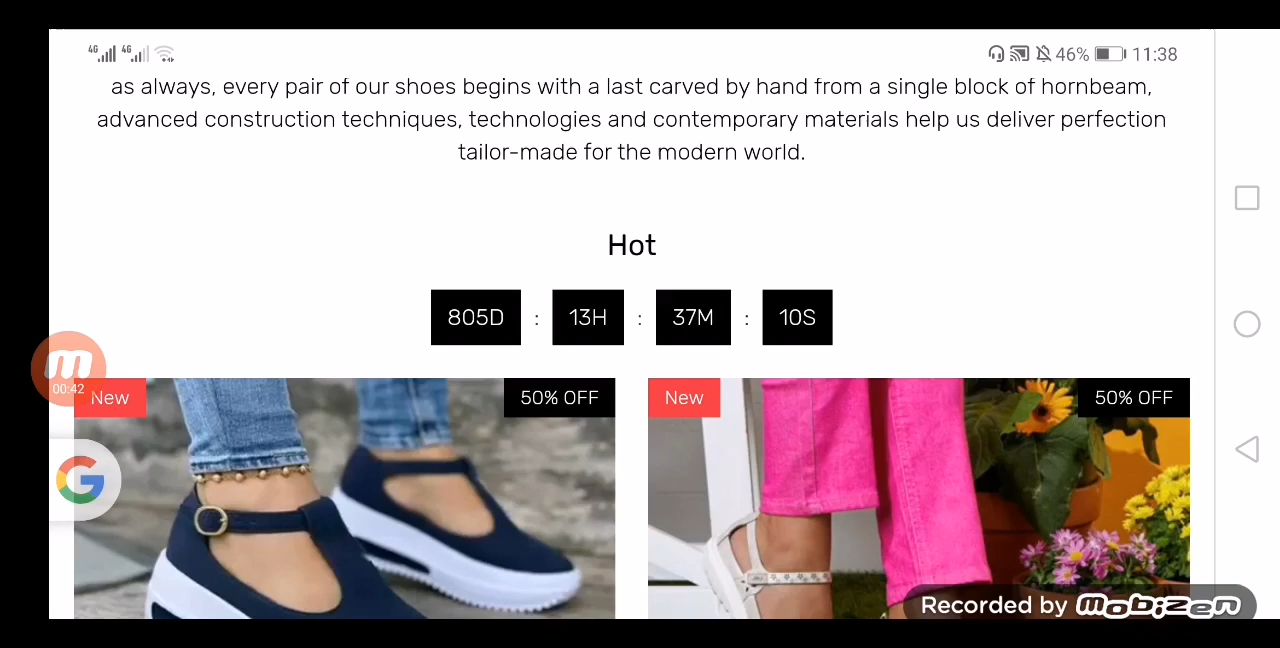 4G 4G 46% 11:38
as always, every pair of our shoes begins with a last carved by hand from a single block of hornbeam,
advanced construction techniques, technologies and contemporary materials help us deliver perfection
tailor-made for the modern world.
Hot
805D : 13H : 37M : 10S
00:42
New 50% OFF New 50% OFF
Recorded by mobizen